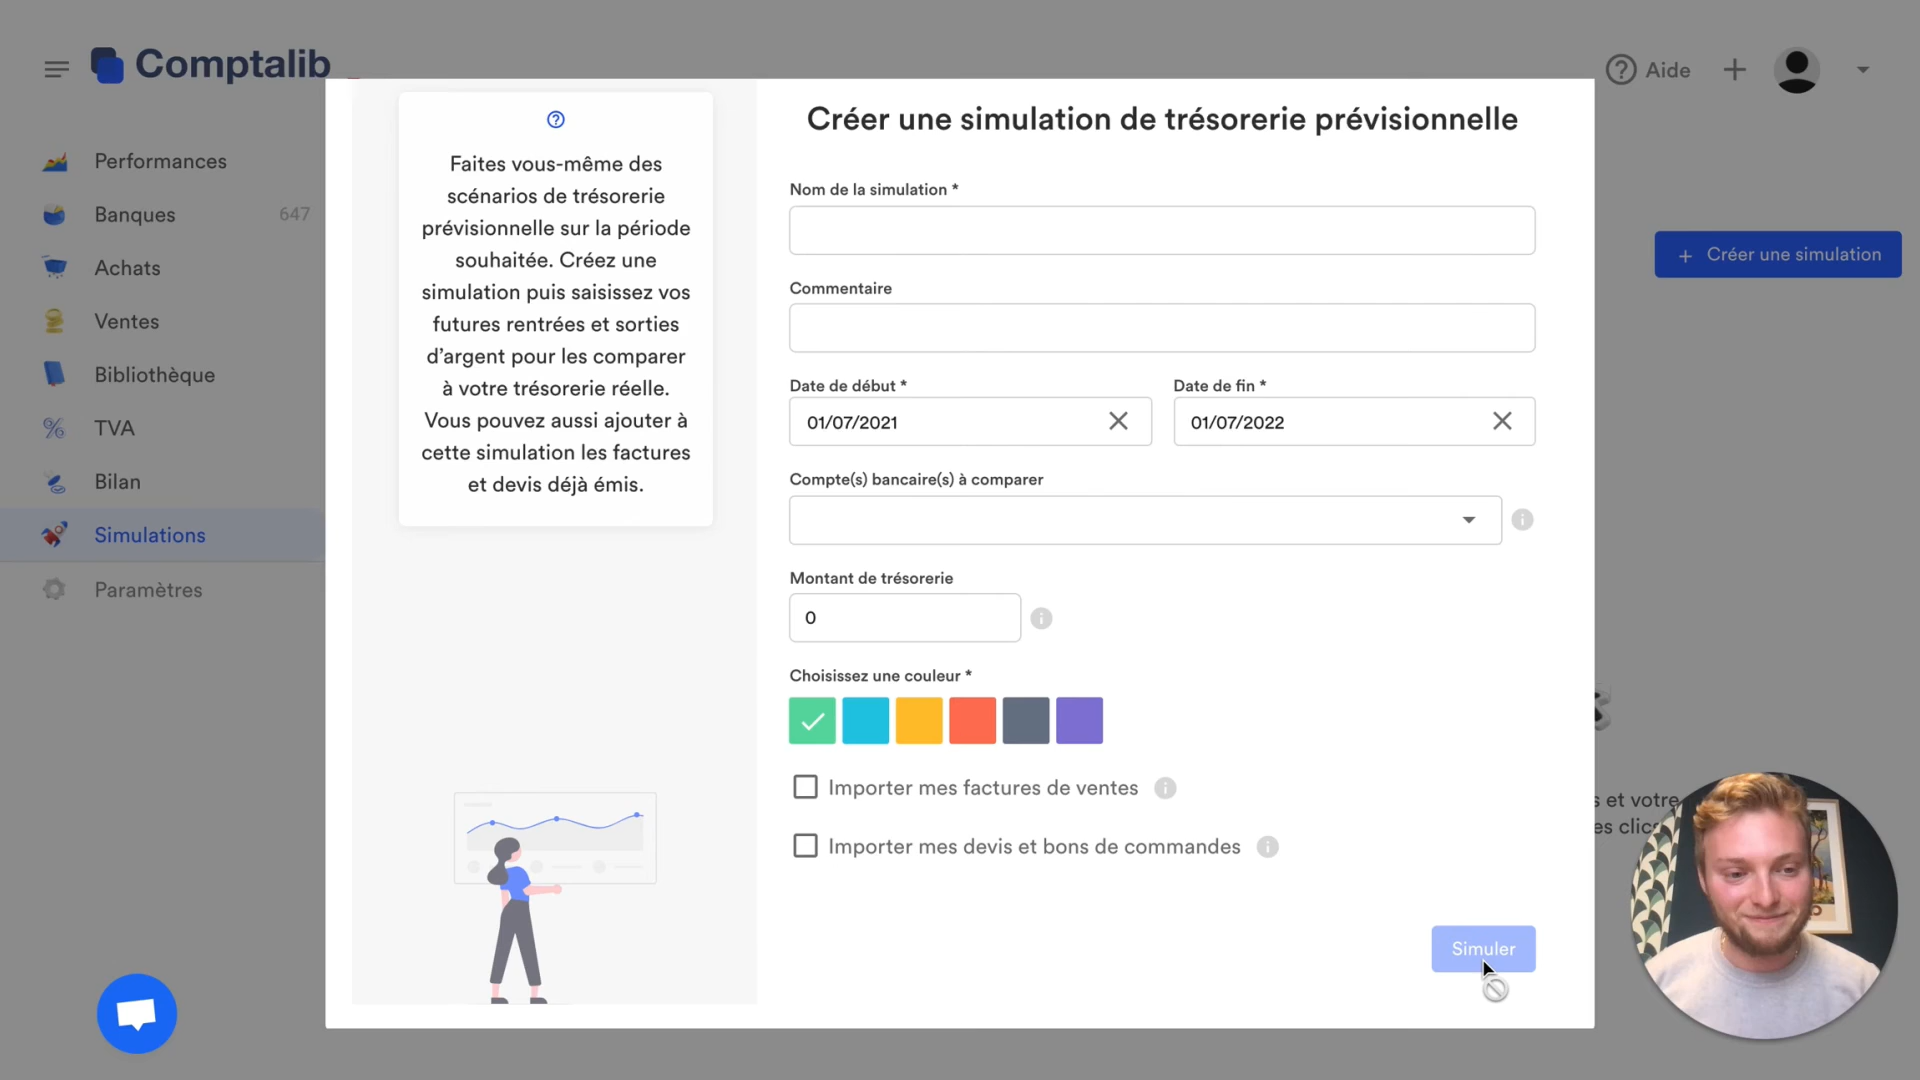 Comptalib
Aide
Performances
Banques 647
Achats
Ventes
Bibliothèque
TVA
Bilan
Simulations
Paramètres
Faites vous-même des
scénarios de trésorerie
prévisionnelle sur la période
souhaitée. Créez une
simulation puis saisissez vos
futures rentrées et sorties
d’argent pour les comparer
à votre trésorerie réelle.
Vous pouvez aussi ajouter à
cette simulation les factures
et devis déjà émis.
Créer une simulation de trésorerie prévisionnelle
Nom de la simulation *
Commentaire
Date de début * Date de fin *
01/07/2021 01/07/2022
Compte(s) bancaire(s) à comparer
Montant de trésorerie
0
Choisissez une couleur *
Importer mes factures de ventes
Importer mes devis et bons de commandes
Simuler
+ Créer une simulation
et votre